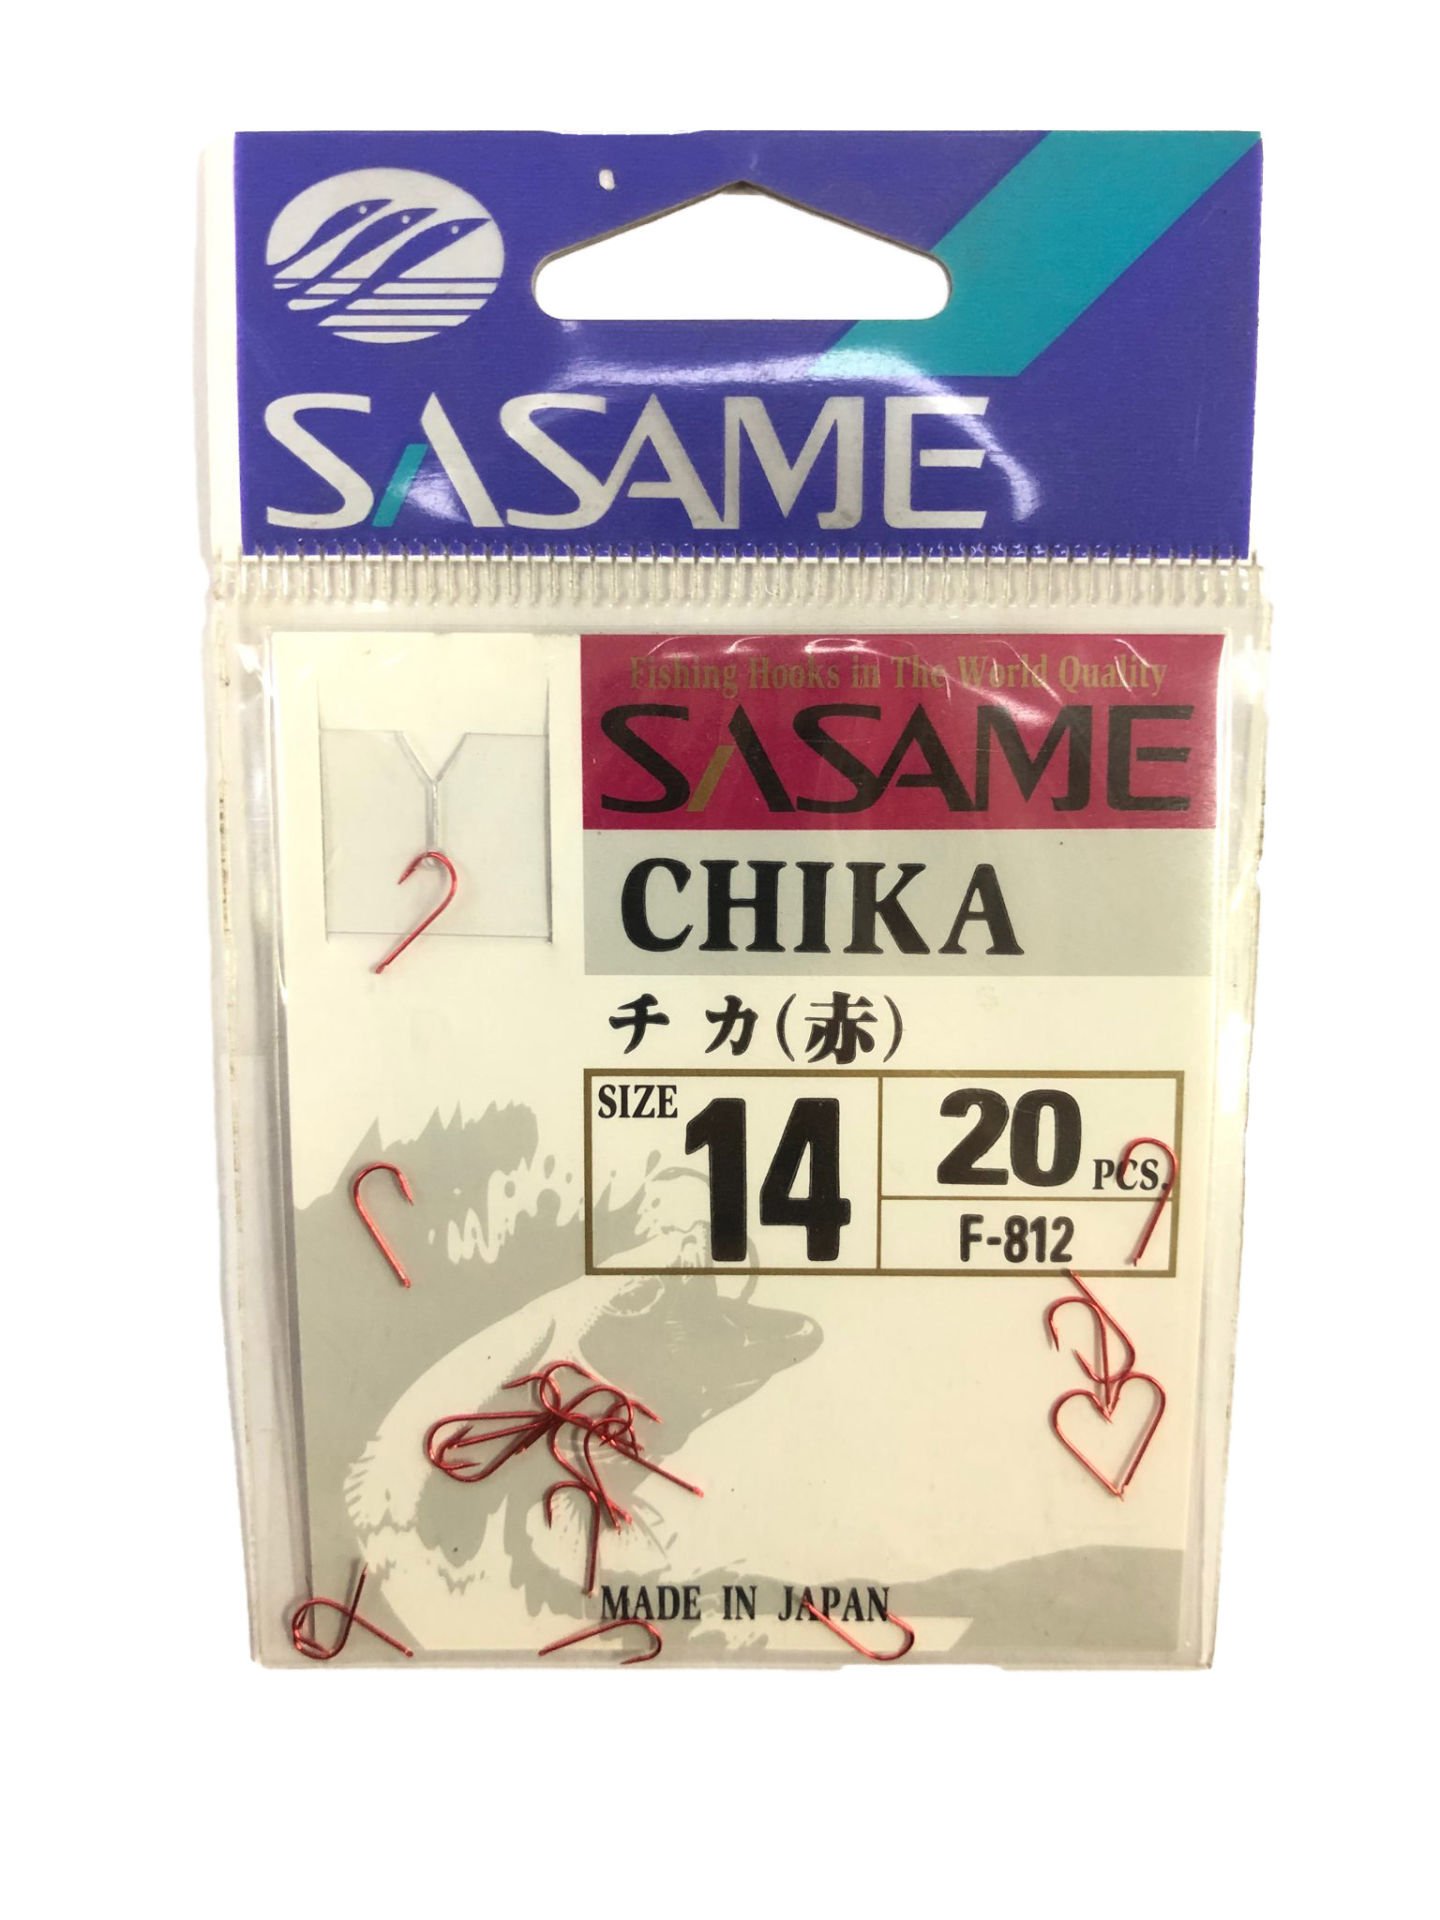 SASAME
Fishing Hooks in The World Quality
SASAME
CHIKA
チカ(赤)
SIZE 14
20 PCS.
F-812
MADE IN JAPAN